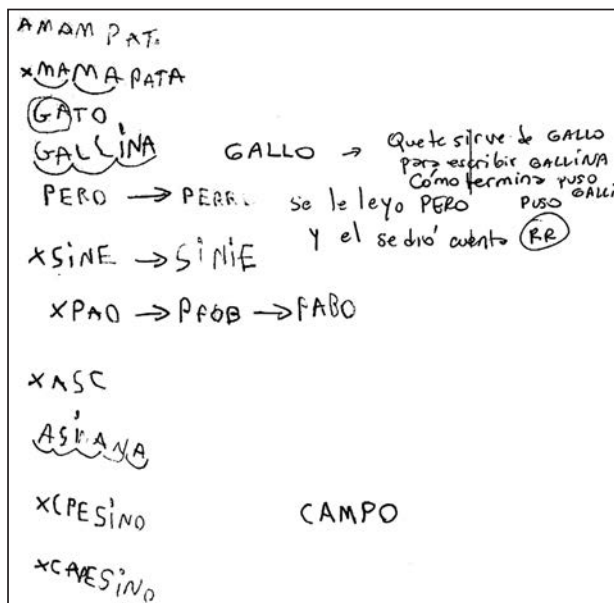 AMAM PAT.
xMAMA PATA
GATO
GALLINA GALLO → Que te sirve de GALLO
para escribir GALLINA
Cómo termina puso
PERO → PERR se le leyo PERO PUSO GALLI
y el se dió cuenta RR
xSINE → SINIE
xPAO → PFOB → FABO
xASC
ASIANA
xCPESINO CAMPO
xCAPESINO